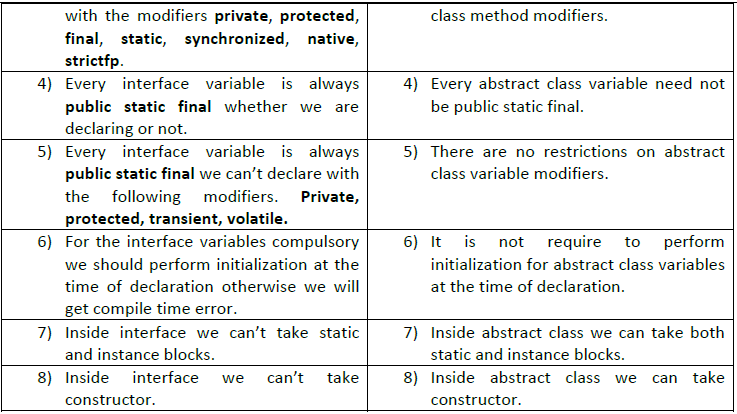 with the modifiers private, protected,
final, static, synchronized, native,
strictfp.
class method modifiers.
4) Every interface variable is always
public static final whether we are
declaring or not.
4) Every abstract class variable need not
be public static final.
5) Every interface variable is always
public static final we can’t declare with
the following modifiers. Private,
protected, transient, volatile.
5) There are no restrictions on abstract
class variable modifiers.
6) For the interface variables compulsory
we should perform initialization at the
time of declaration otherwise we will
get compile time error.
6) It is not require to perform
initialization for abstract class variables
at the time of declaration.
7) Inside interface we can’t take static
and instance blocks.
7) Inside abstract class we can take both
static and instance blocks.
8) Inside interface we can’t take
constructor.
8) Inside abstract class we can take
constructor.